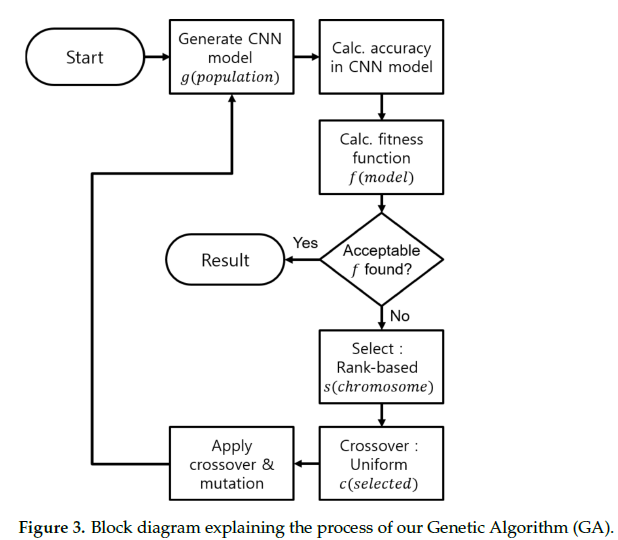 Start
Generate CNN
model
g(population)
Calc. accuracy
in CNN model
Calc. fitness
function
f(model)
Acceptable
f found?
Yes
Result
No
Select :
Rank-based
s(chromosome)
Crossover :
Uniform
c(selected)
Apply
crossover &
mutation
Figure 3. Block diagram explaining the process of our Genetic Algorithm (GA).